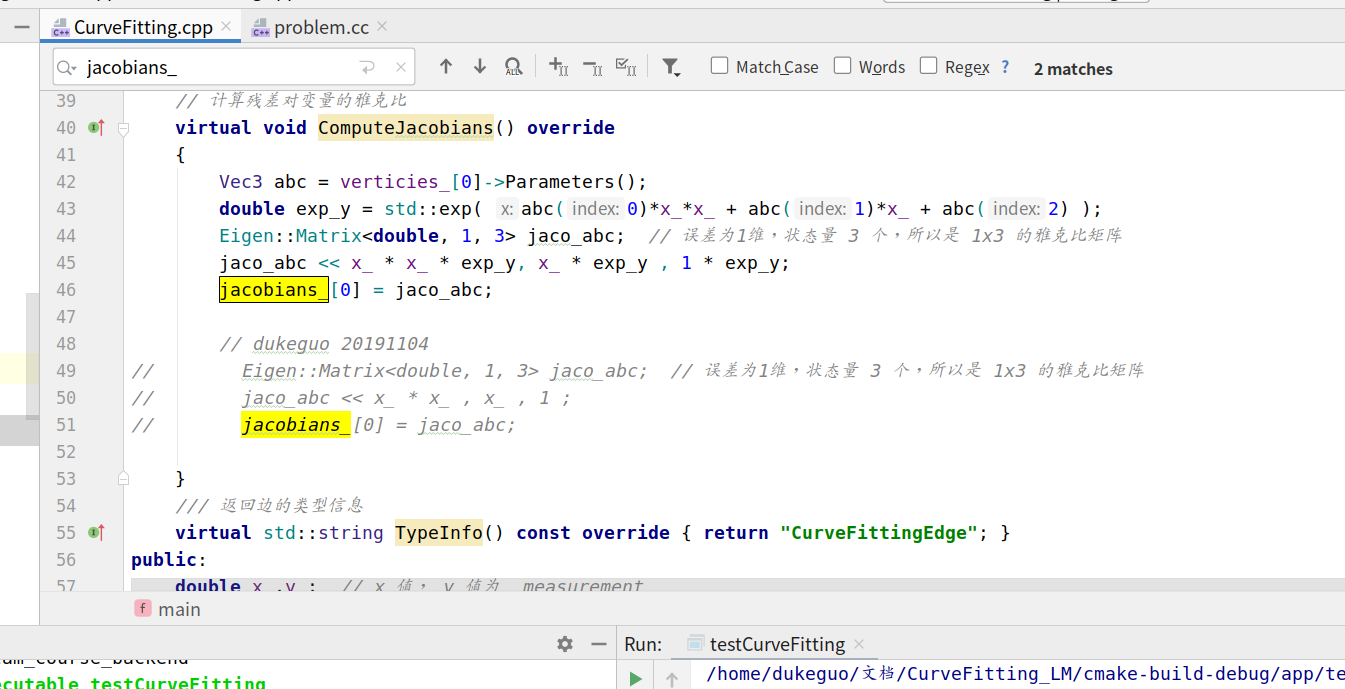 CurveFitting.cpp problem.cc
jacobians_ Match Case Words Regex ? 2 matches
39 // 计算残差对变量的雅克比
40 virtual void ComputeJacobians() override
41 {
42 Vec3 abc = verticies_[0]->Parameters();
43 double exp_y = std::exp( x: abc( index: 0)*x_*x_ + abc( index: 1)*x_ + abc( index: 2) );
44 Eigen::Matrix<double, 1, 3> jaco_abc; // 误差为1维，状态量 3 个，所以是 1x3 的雅克比矩阵
45 jaco_abc << x_ * x_ * exp_y, x_ * exp_y , 1 * exp_y;
46 jacobians_[0] = jaco_abc;
47
48 // dukeguo 20191104
49 // Eigen::Matrix<double, 1, 3> jaco_abc; // 误差为1维，状态量 3 个，所以是 1x3 的雅克比矩阵
50 // jaco_abc << x_ * x_ , x_ , 1 ;
51 // jacobians_[0] = jaco_abc;
52
53 }
54 /// 返回边的类型信息
55 virtual std::string TypeInfo() const override { return "CurveFittingEdge"; }
56 public:
57 double x_,y_; // x 值， y 值为 measurement
f main
Run: testCurveFitting
/home/dukeguo/文档/CurveFitting_LM/cmake-build-debug/app/te
testCurveFitting